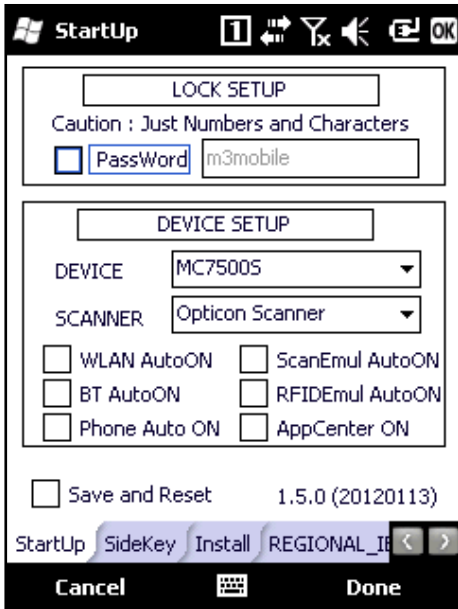 StartUp 1 OK
LOCK SETUP
Caution : Just Numbers and Characters
PassWord m3mobile
DEVICE SETUP
DEVICE MC7500S
SCANNER Opticon Scanner
WLAN AutoON ScanEmul AutoON
BT AutoON RFIDEmul AutoON
Phone Auto ON AppCenter ON
Save and Reset 1.5.0 (20120113)
StartUp SideKey Install REGIONAL_IE
Cancel Done